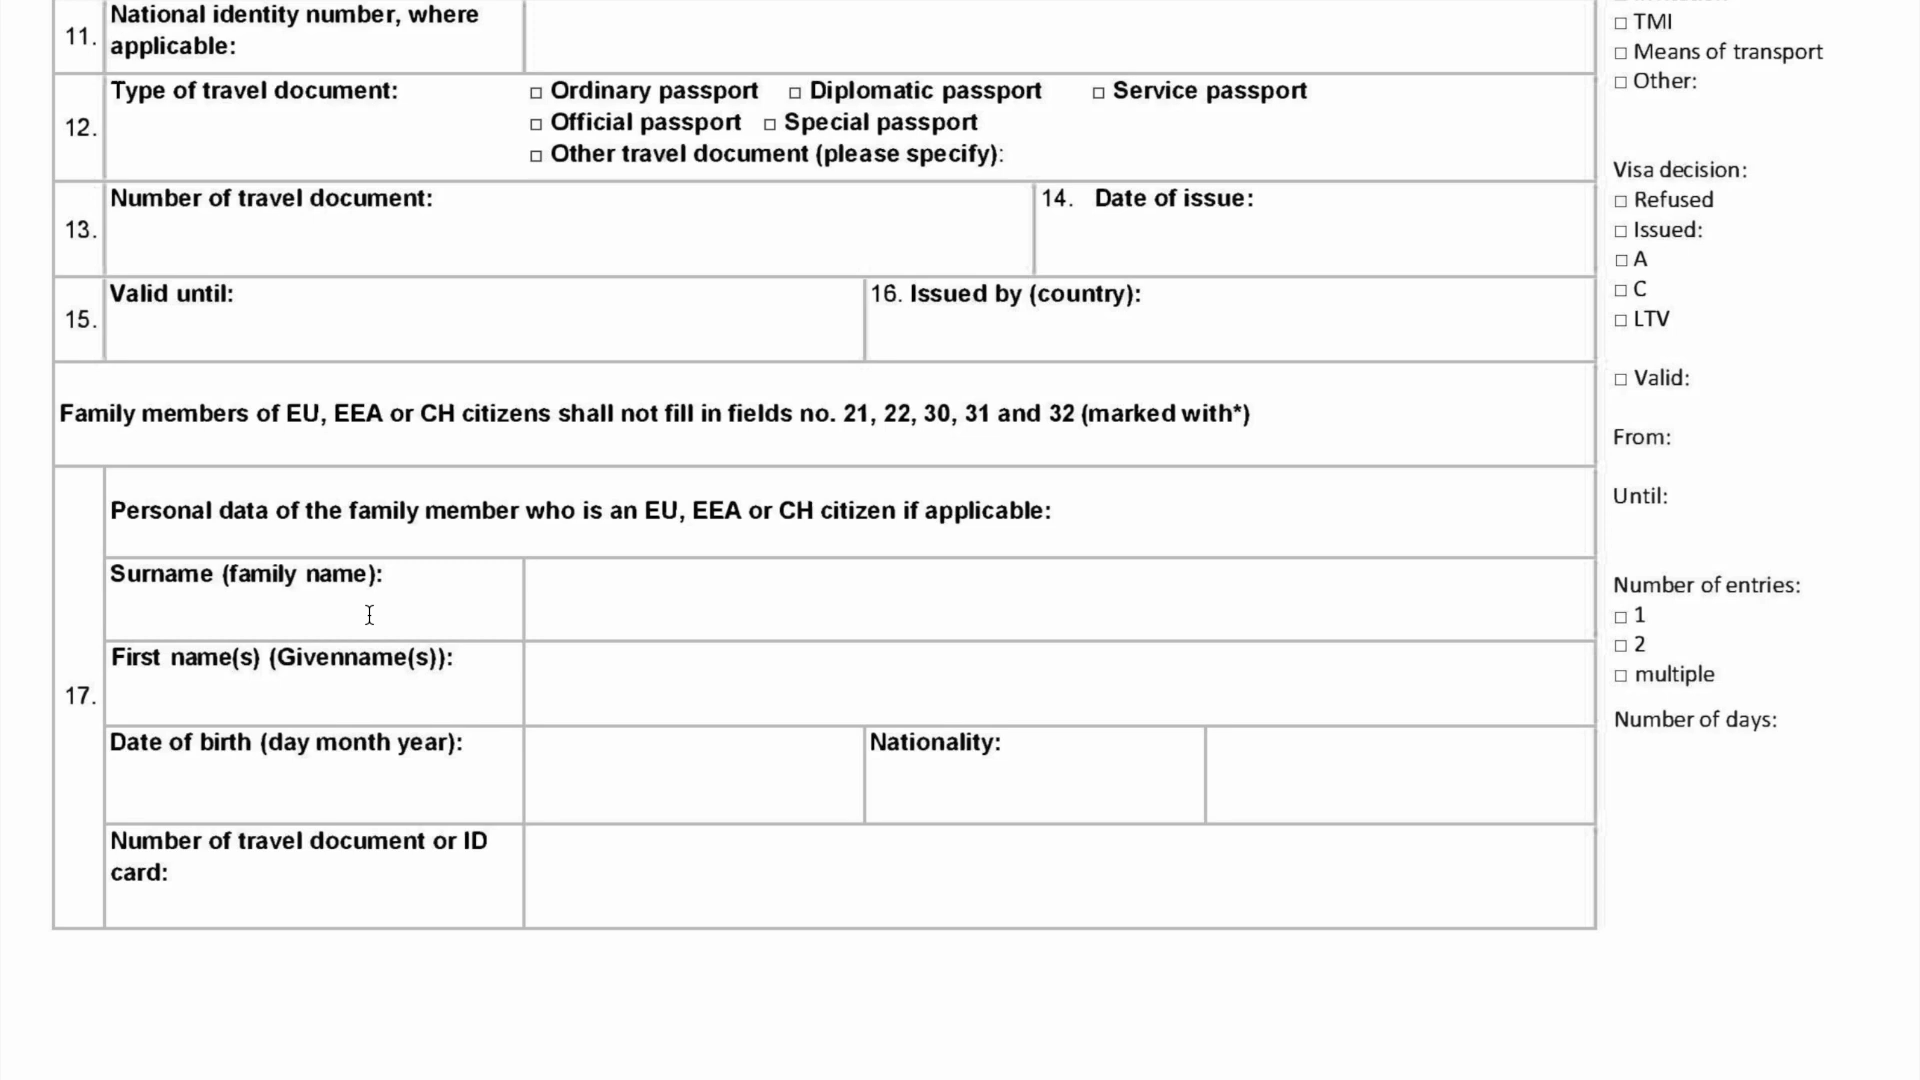 11.
National identity number, where
applicable:
12.
Type of travel document:
□ Ordinary passport □ Diplomatic passport □ Service passport
□ Official passport □ Special passport
□ Other travel document (please specify):
13.
Number of travel document:
14. Date of issue:
15.
Valid until:
16. Issued by (country):
Family members of EU, EEA or CH citizens shall not fill in fields no. 21, 22, 30, 31 and 32 (marked with*)
17.
Personal data of the family member who is an EU, EEA or CH citizen if applicable:
Surname (family name):
First name(s) (Givenname(s)):
Date of birth (day month year):
Nationality:
Number of travel document or ID
card:
□ TMI
□ Means of transport
□ Other:
Visa decision:
□ Refused
□ Issued:
□ A
□ C
□ LTV
□ Valid:
From:
Until:
Number of entries:
□ 1
□ 2
□ multiple
Number of days: